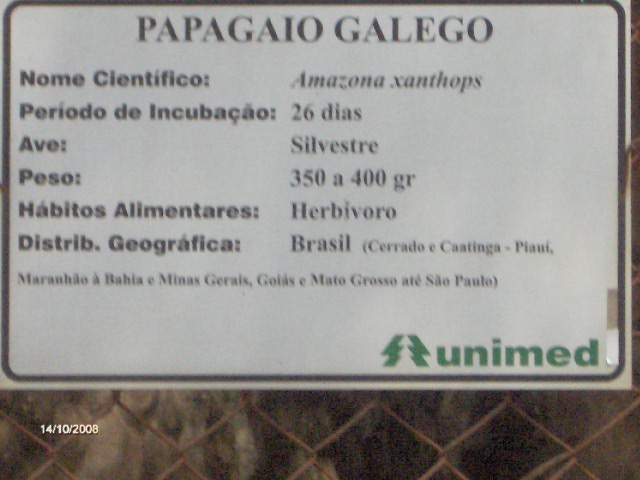 PAPAGAIO GALEGO
Nome Científico: Amazona xanthops
Período de Incubação: 26 dias
Ave: Silvestre
Peso: 350 a 400 gr
Hábitos Alimentares: Herbívoro
Distrib. Geográfica: Brasil (Cerrado e Caatinga - Piauí,
Maranhão à Bahia e Minas Gerais, Goiás e Mato Grosso até São Paulo)
unimed
14/10/2008